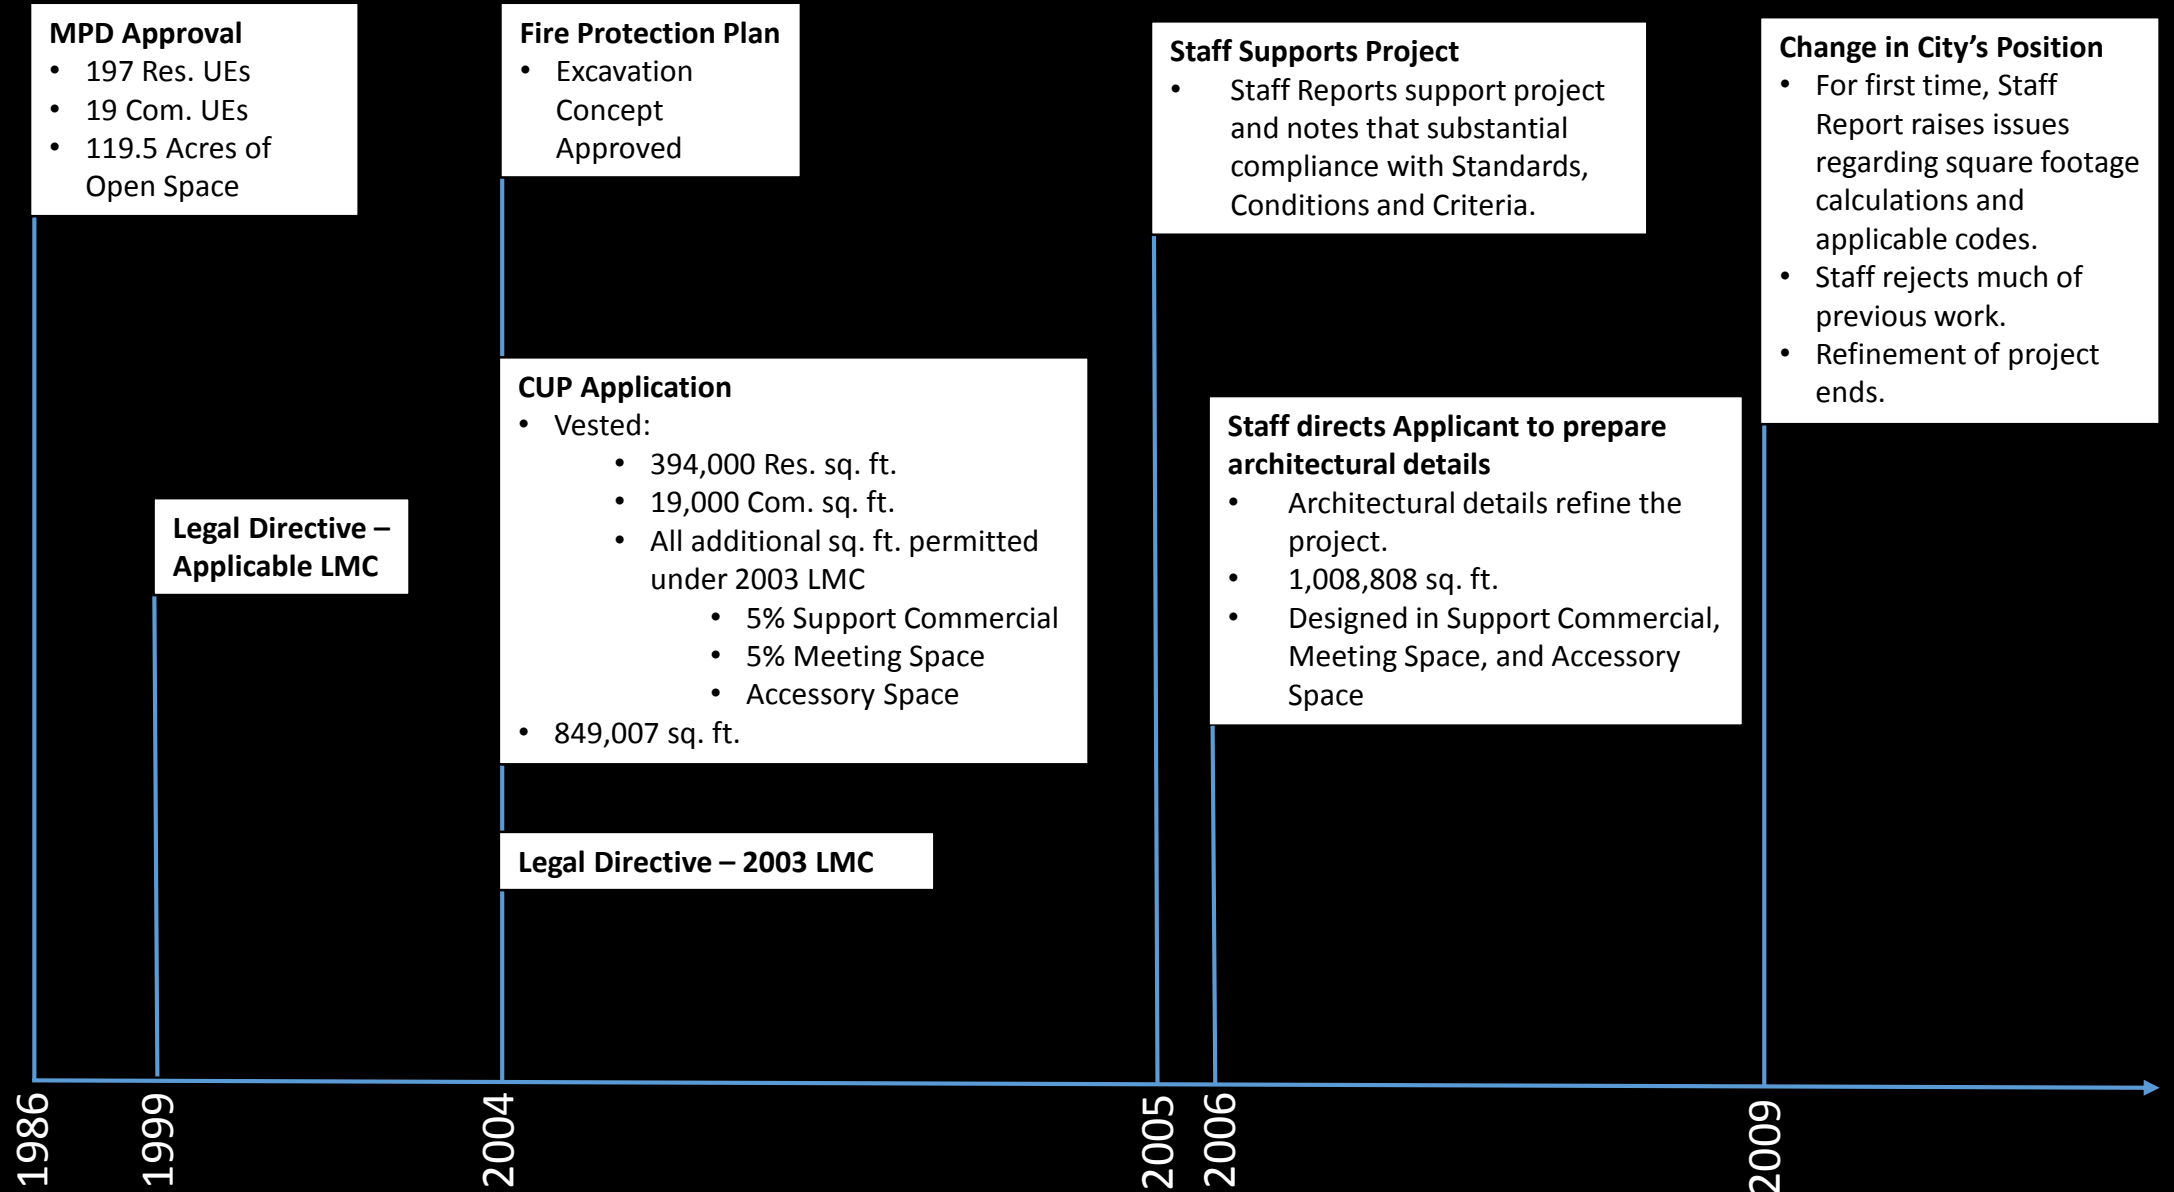 MPD Approval
• 197 Res. UEs
• 19 Com. UEs
• 119.5 Acres of
Open Space
Legal Directive –
Applicable LMC
Fire Protection Plan
• Excavation
Concept
Approved
CUP Application
• Vested:
• 394,000 Res. sq. ft.
• 19,000 Com. sq. ft.
• All additional sq. ft. permitted
under 2003 LMC
• 5% Support Commercial
• 5% Meeting Space
• Accessory Space
• 849,007 sq. ft.
Legal Directive – 2003 LMC
Staff Supports Project
• Staff Reports support project
and notes that substantial
compliance with Standards,
Conditions and Criteria.
Staff directs Applicant to prepare
architectural details
• Architectural details refine the
project.
• 1,008,808 sq. ft.
• Designed in Support Commercial,
Meeting Space, and Accessory
Space
Change in City's Position
• For first time, Staff
Report raises issues
regarding square footage
calculations and
applicable codes.
• Staff rejects much of
previous work.
• Refinement of project
ends.
1986
1999
2004
2005
2006
2009